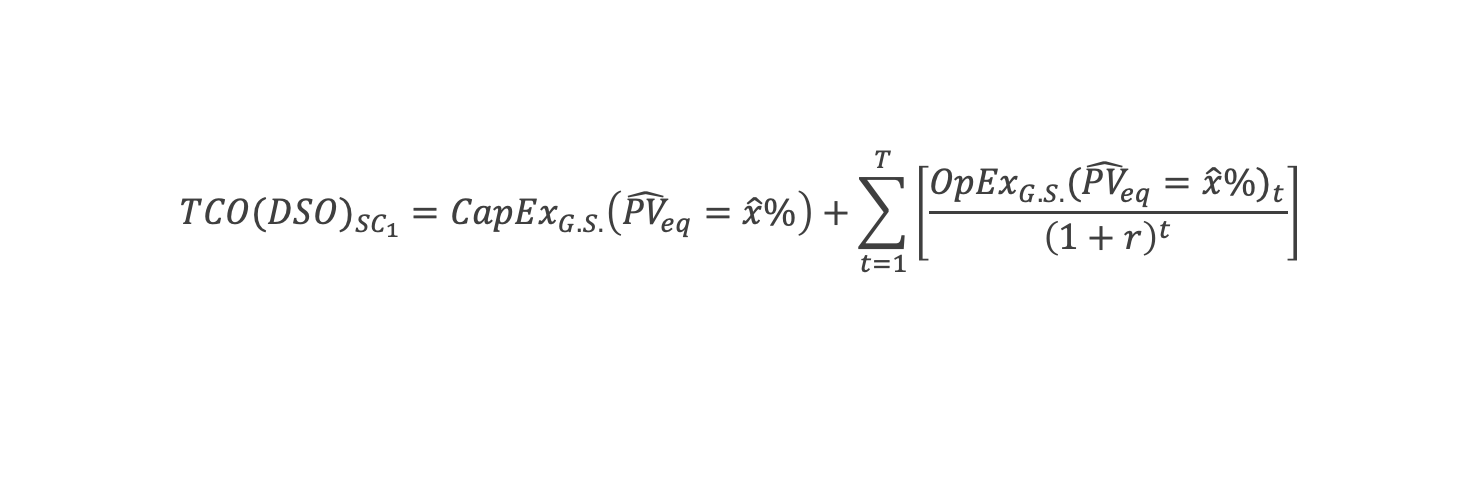 $TCO(DSO)_{SC_1} = CapEx_{G.S.}(\widehat{PV}_{eq} = \hat{x}\%) + \sum_{t=1}^{T} \left[ \frac{OpEx_{G.S.}(\widehat{PV}_{eq} = \hat{x}\%)_t}{(1 + r)^t} \right]$